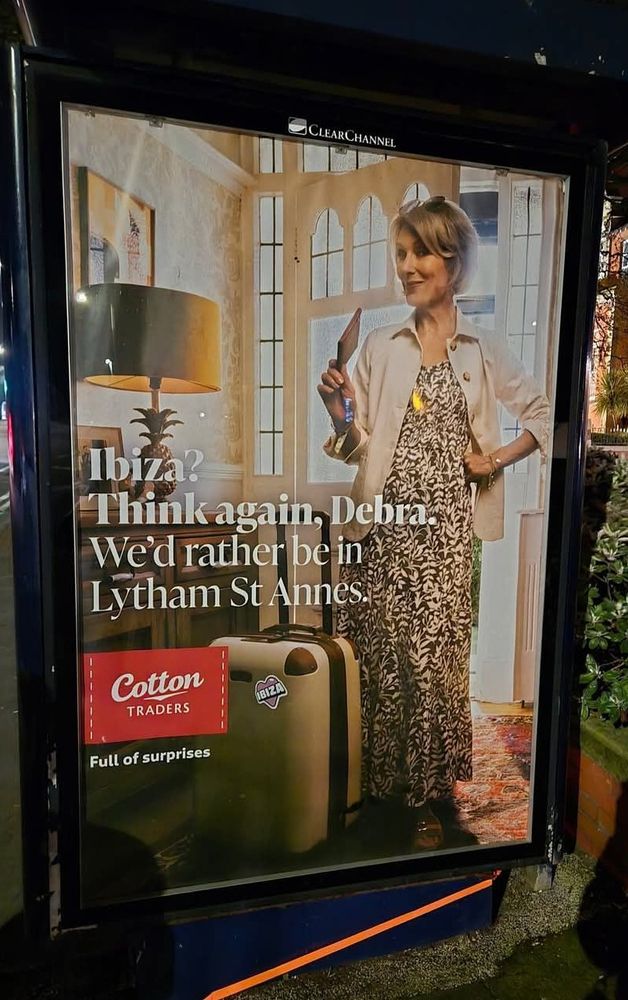 CLEARCHANNEL
Ibiza?
Think again, Debra.
We'd rather be in
Lytham St Annes.
IBIZA
Cotton
TRADERS
Full of surprises